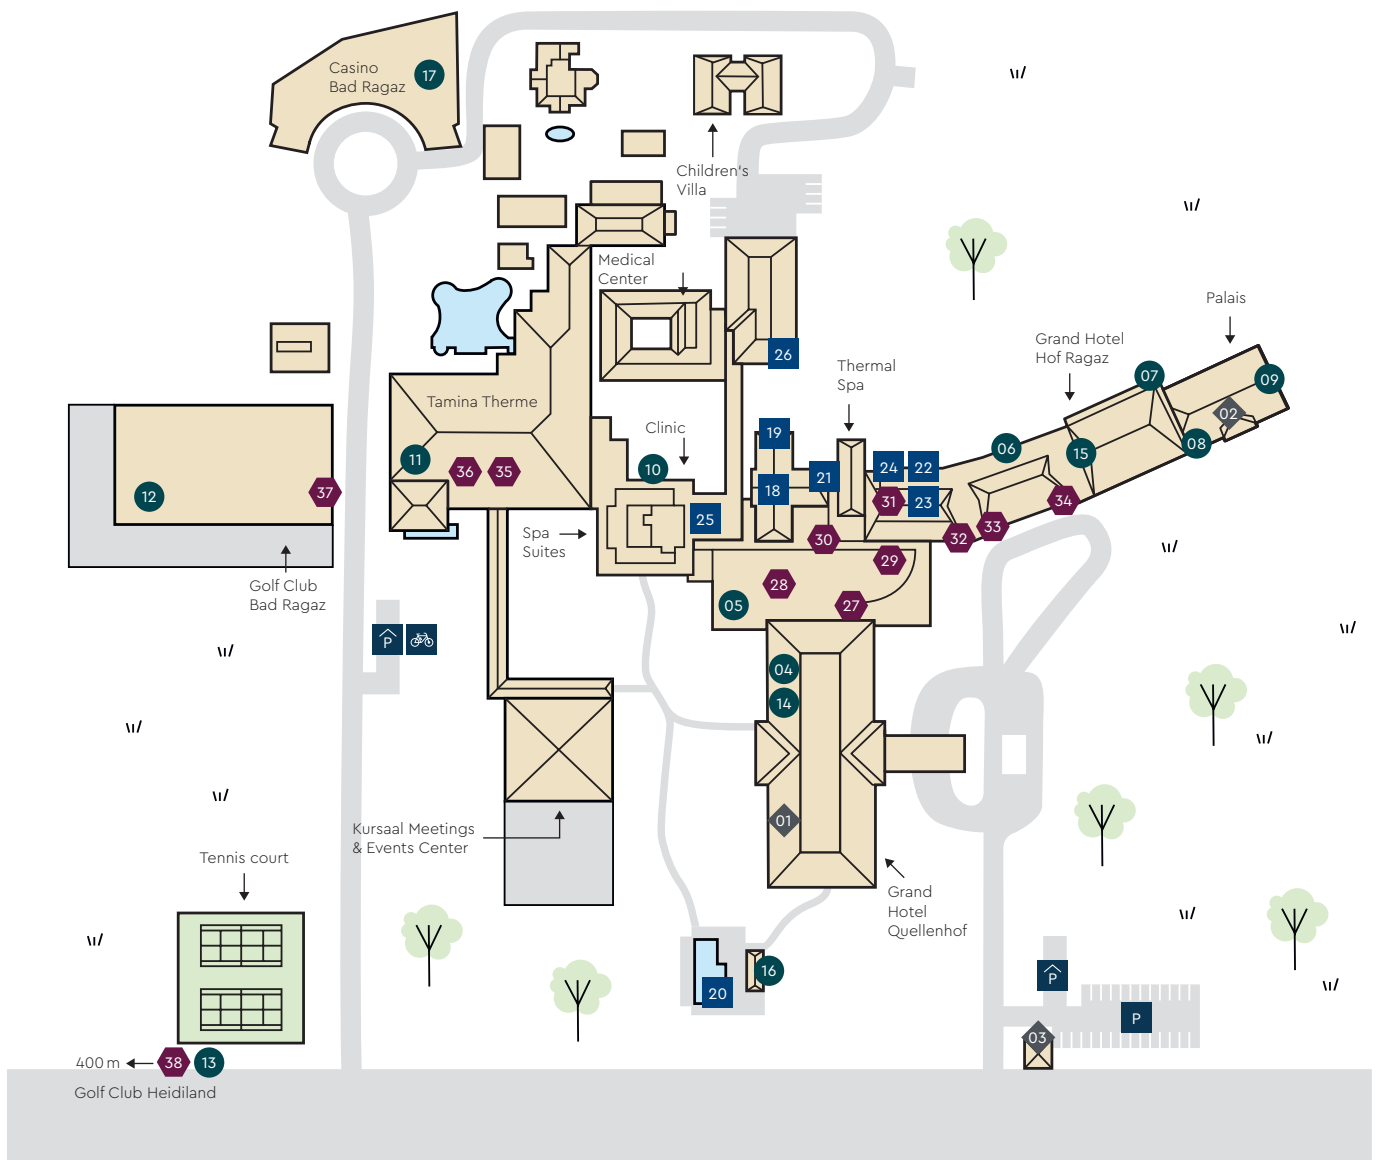 Casino
Bad Ragaz
17
Children's
Villa
Medical
Center
Palais
Grand Hotel
Hof Ragaz
26
Thermal
Spa
07
09
Tamina Therme
02
Clinic
19
06
08
11
36
35
10
24
22
15
21
12
37
18
31
23
34
25
33
Spa
Suites
30
32
29
Golf Club
Bad Ragaz
28
05
27
P
04
14
01
Kursaal Meetings
& Events Center
Tennis court
Grand
Hotel
Quellenhof
16
P
20
P
03
400 m
38
13
Golf Club Heidiland